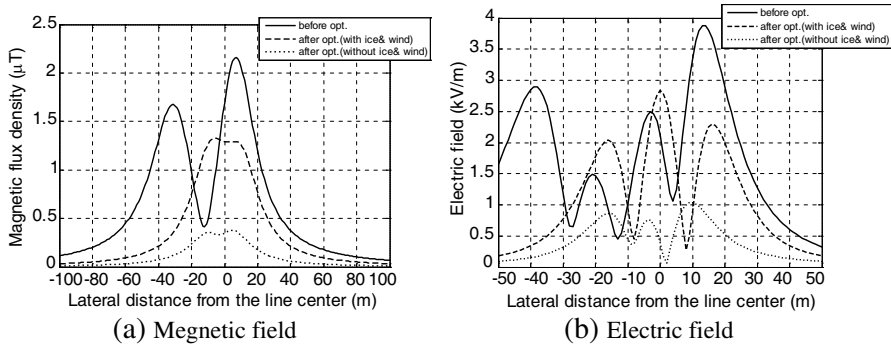 before opt.
after opt.(with ice& wind)
after opt.(without ice& wind)
Magnetic flux density (μT)
2.5
2
1.5
1
0.5
0
-100-80 -60 -40 -20 0 20 40 60 80 100
Lateral distance from the line center (m)
(a) Megnetic field
before opt.
after opt.(with ice& wind)
after opt.(without ice& wind)
Electric field (kV/m)
4
3.5
3
2.5
2
1.5
1
0.5
0
-50 -40 -30 -20 -10 0 10 20 30 40 50
Lateral distance from the line center (m)
(b) Electric field